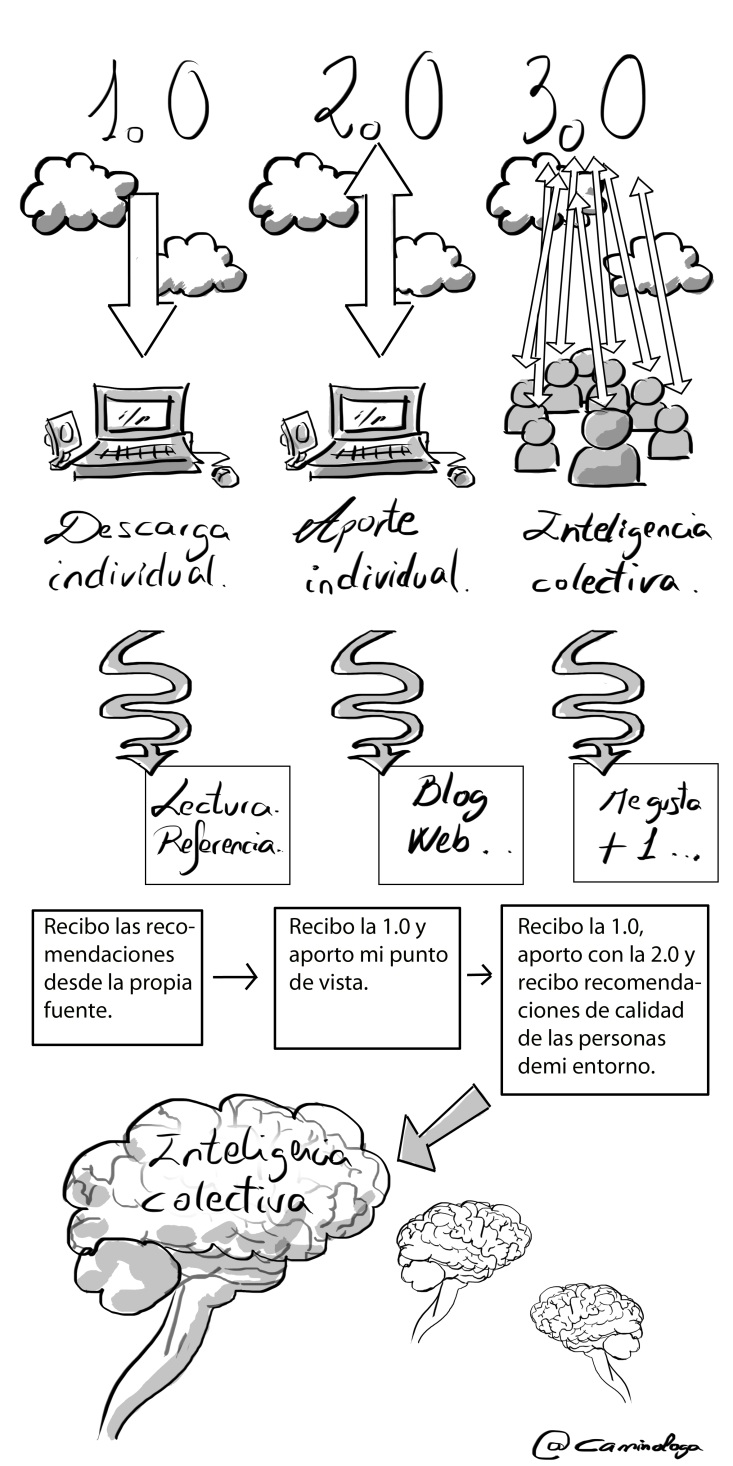 1.0
2.0
3.0
Descarga
individual.
Aporte
individual.
Inteligencia
colectiva.
Lectura.
Referencia..
Blog
Web...
Me gusta
+1...
Recibo las reco-
mendaciones
desde la propia
fuente.
Recibo la 1.0 y
aporto mi punto
de vista.
Recibo la 1.0,
aporto con la 2.0 y
recibo recomenda-
ciones de calidad
de las personas
demi entorno.
Inteligencia
colectiva